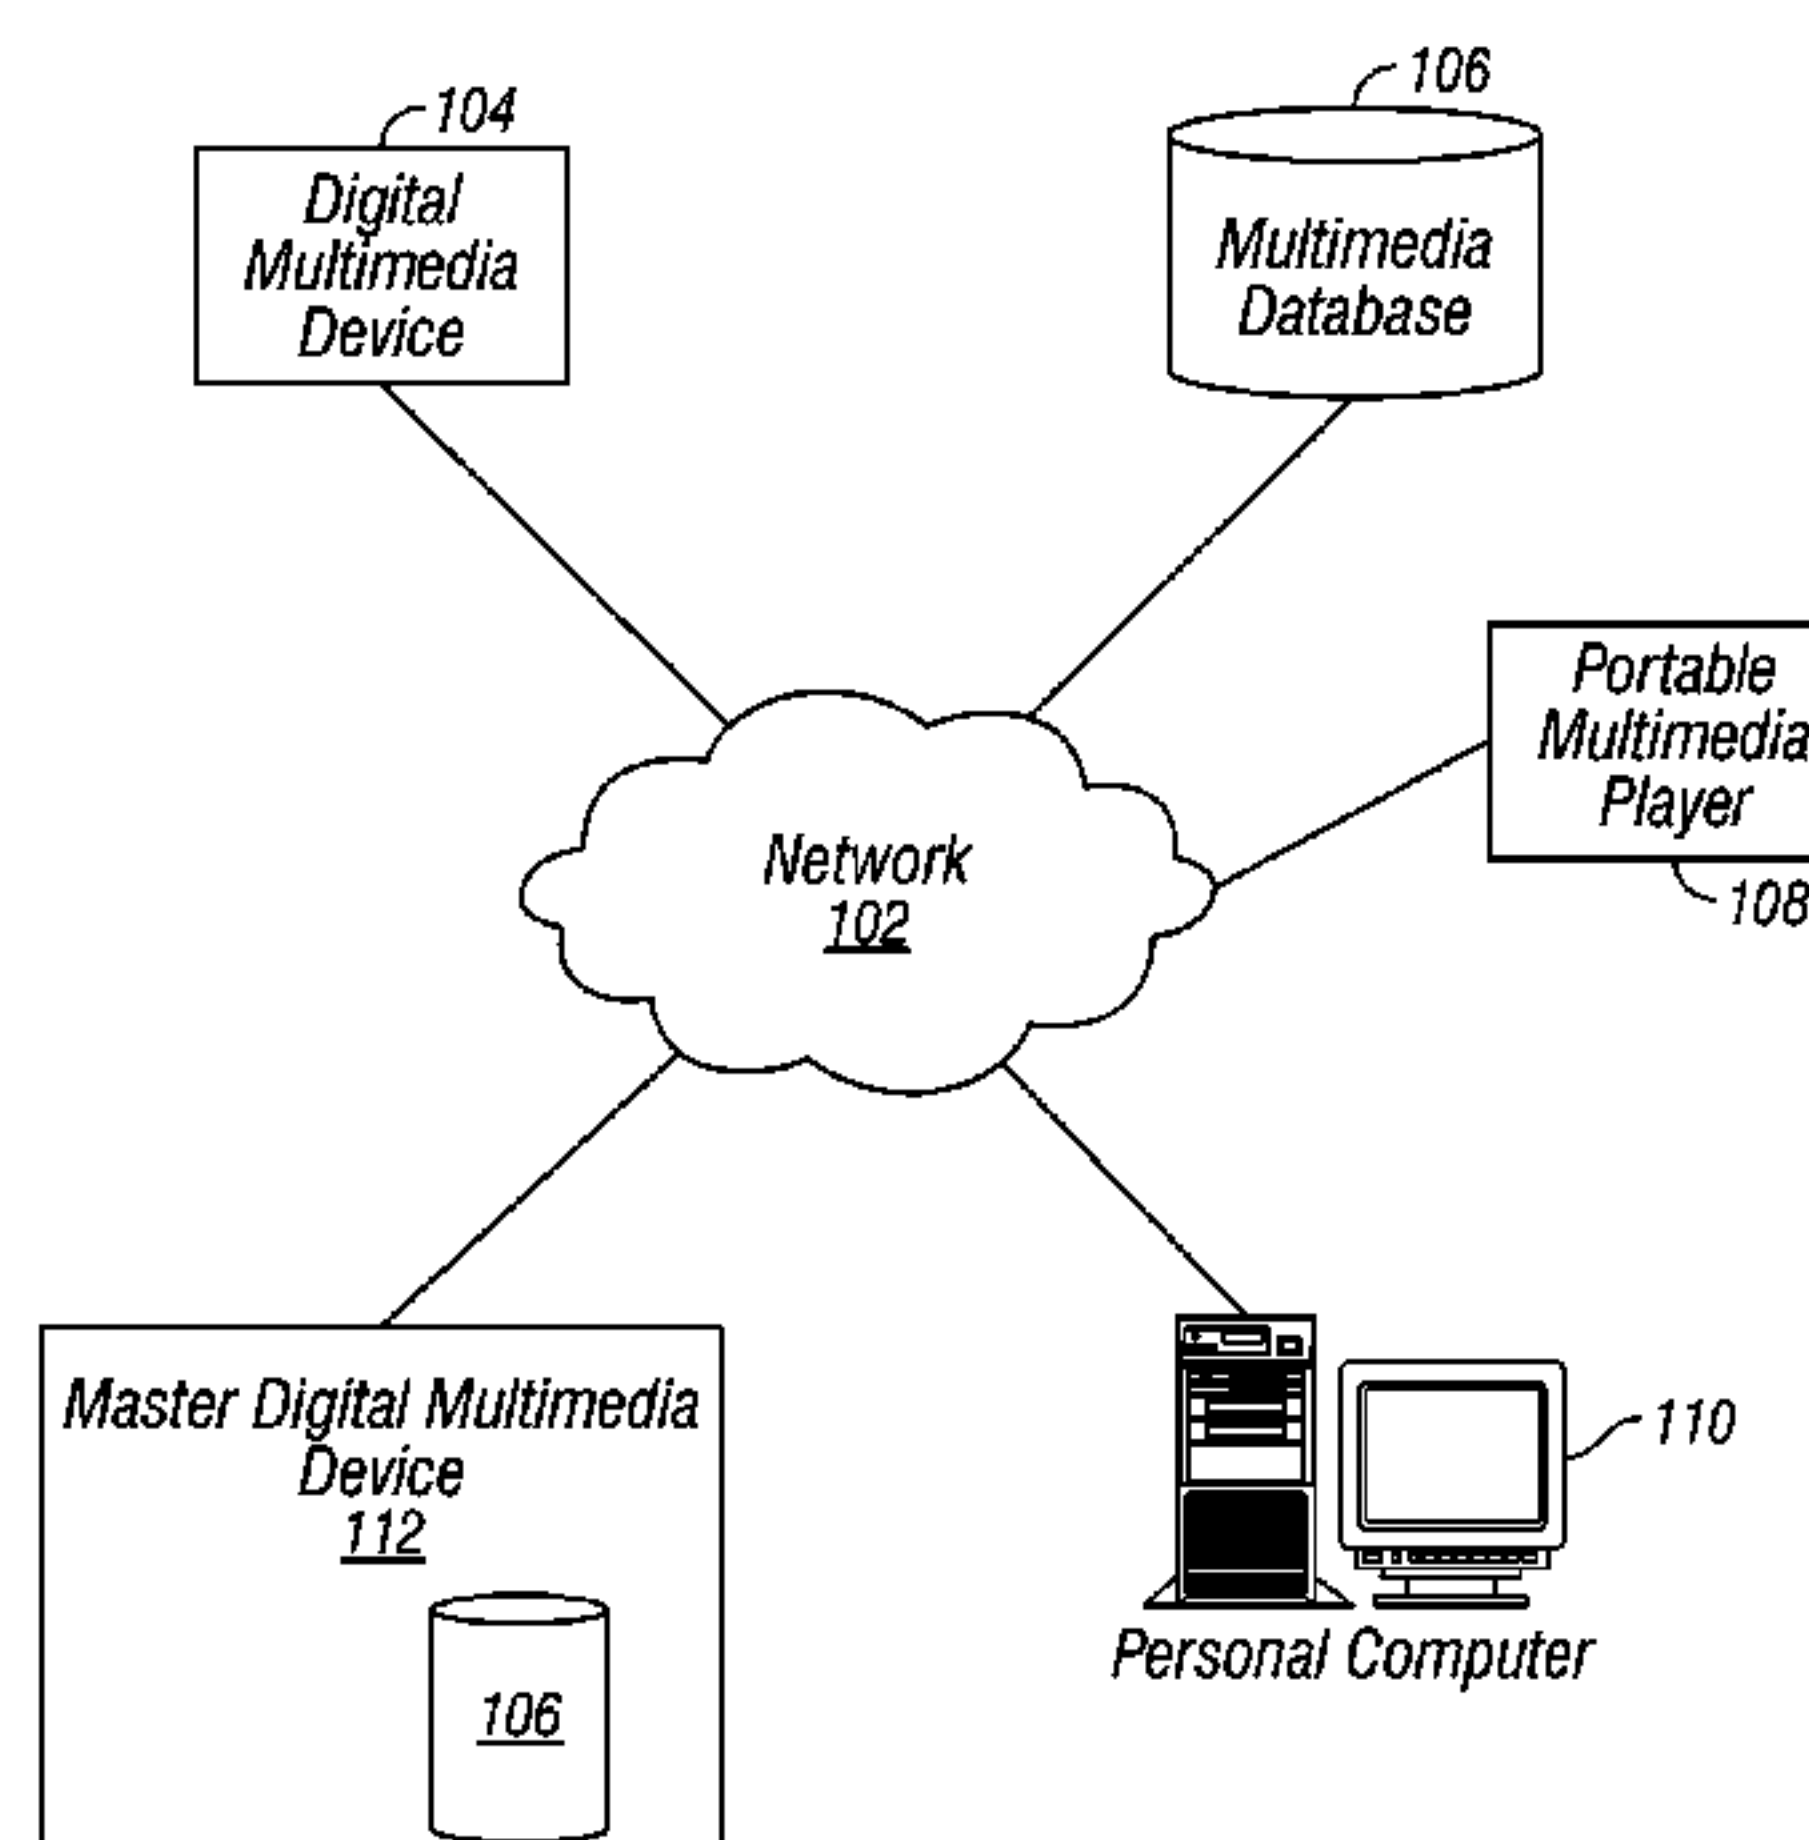 104
Digital
Multimedia
Device
106
Multimedia
Database
Portable
Multimedia
Player
108
Network
102
Master Digital Multimedia
Device
112
106
110
Personal Computer